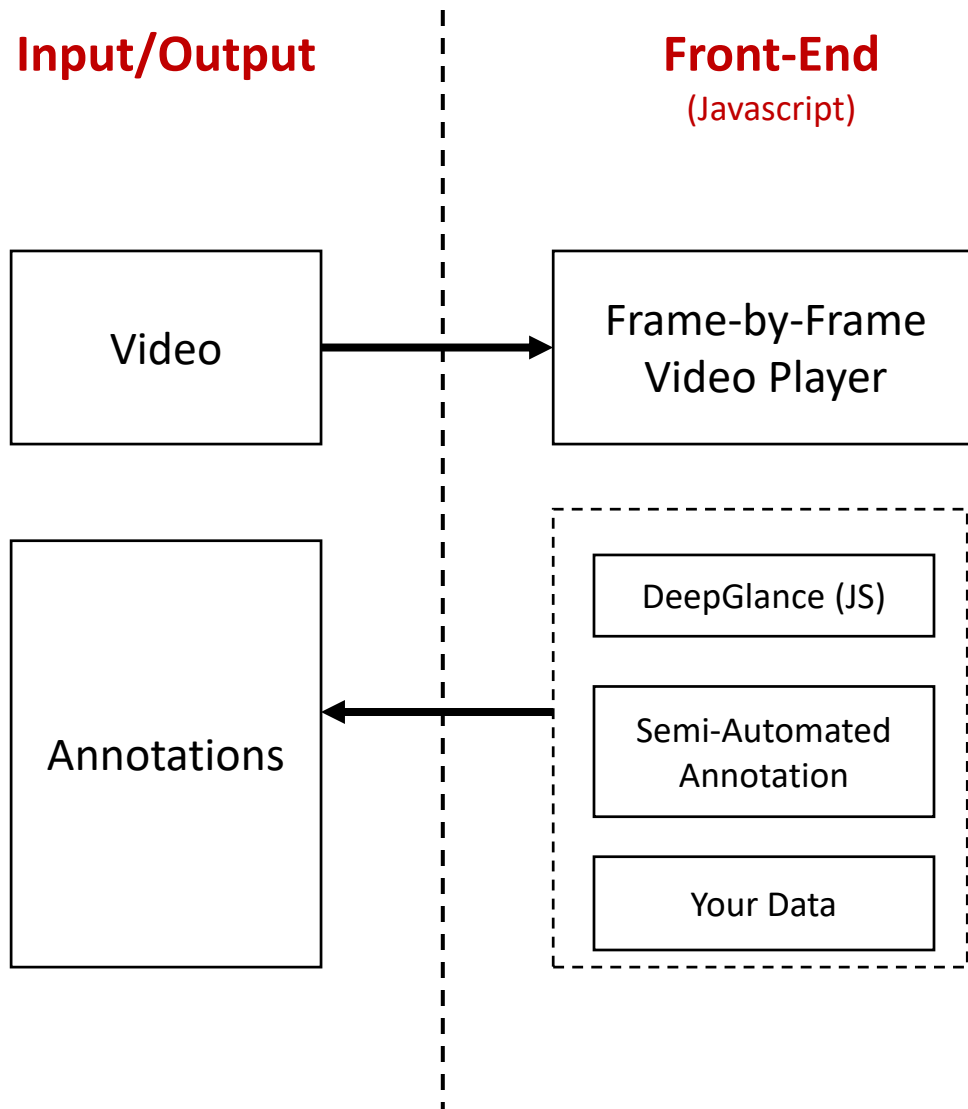 Input/Output
Front-End
(Javascript)
Video
Frame-by-Frame
Video Player
Annotations
DeepGlance (JS)
Semi-Automated
Annotation
Your Data